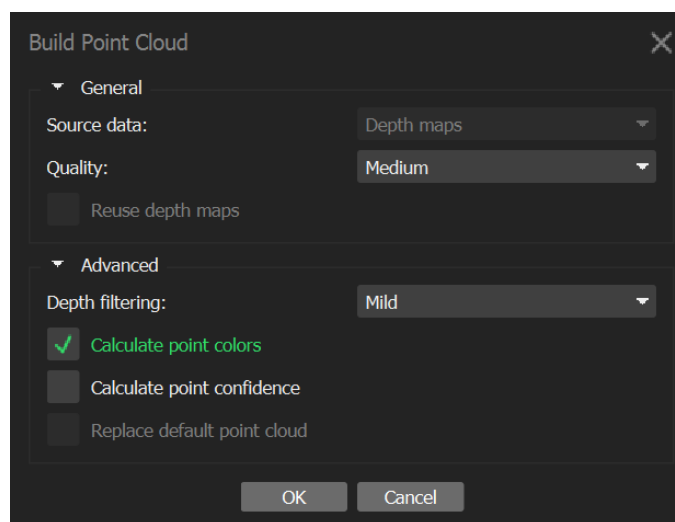 Build Point Cloud
General
Source data: Depth maps
Quality: Medium
Reuse depth maps
Advanced
Depth filtering: Mild
Calculate point colors
Calculate point confidence
Replace default point cloud
OK Cancel